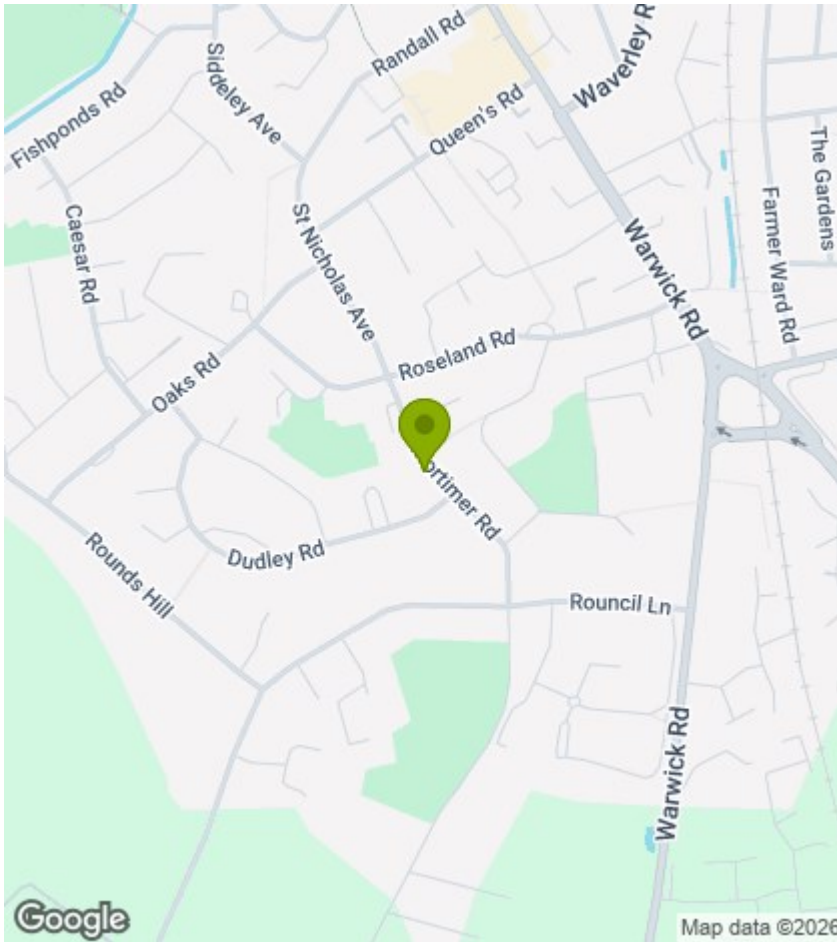 Randall Rd
Waverley R
Siddeley Ave
Fishponds Rd
Queen's Rd
The Gardens
Farmer Ward Rd
Caesar Rd
St Nicholas Ave
Warwick Rd
Roseland Rd
Oaks Rd
ortimer Rd
Dudley Rd
Rounds Hill
Rouncil Ln
Warwick Rd
Google
Map data ©2026